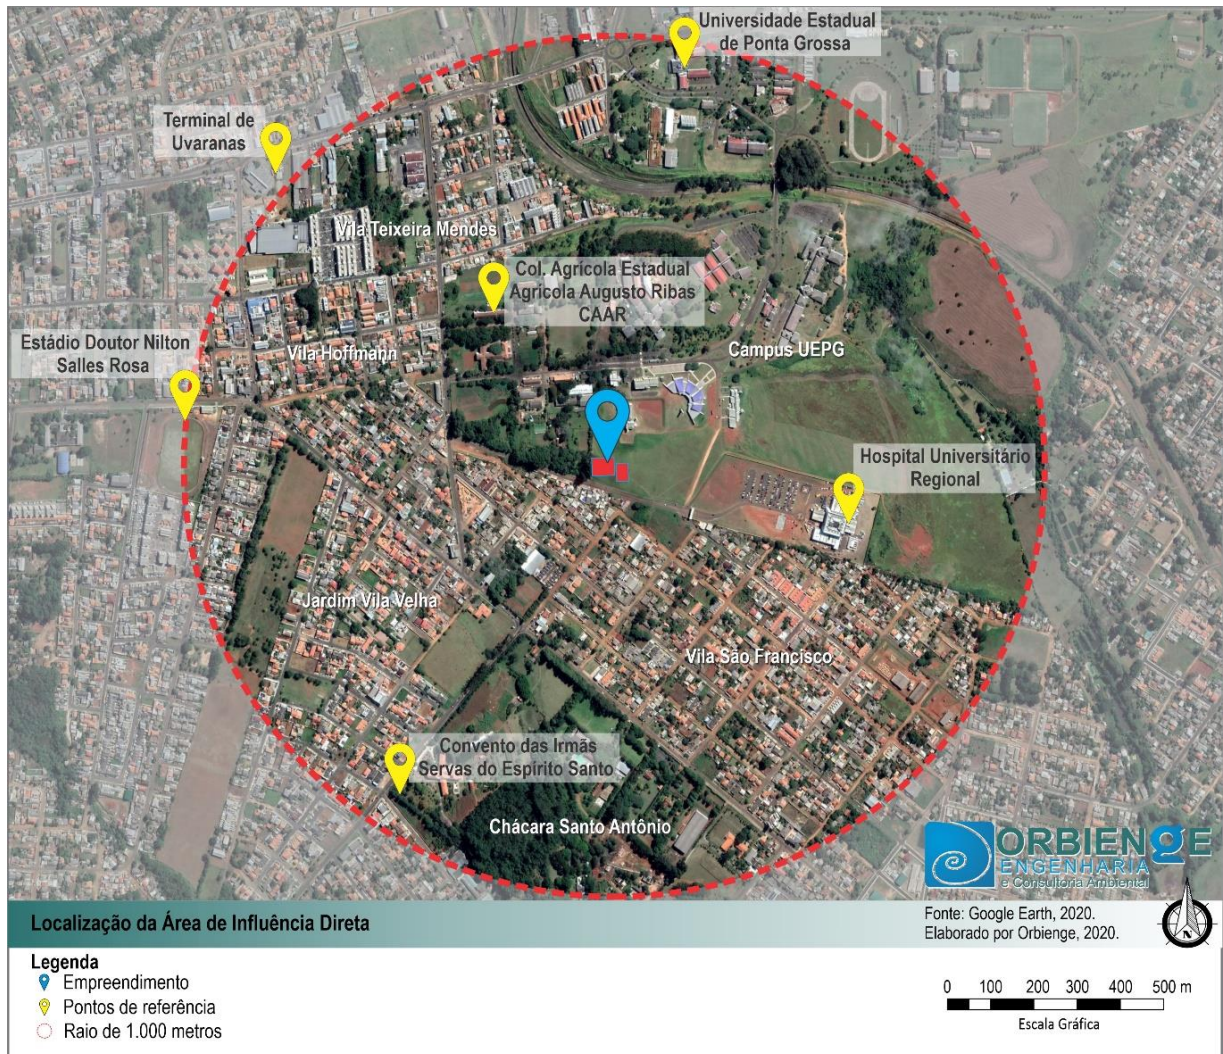 Universidade Estadual
de Ponta Grossa
Terminal de
Uvaranas
Vila Teixeira Mendes
Col. Agrícola Estadual
Agrícola Augusto Ribas
CAAR
Estádio Doutor Nilton
Salles Rosa
Vila Hoffmann
Campus UEPG
Hospital Universitário
Regional
Jardim Vila Velha
Vila São Francisco
Convento das Irmãs
Servas do Espírito Santo
Chácara Santo Antônio
ORBIENGE
ENGENHARIA
e Consultoria Ambiental
Localização da Área de Influência Direta
Fonte: Google Earth, 2020.
Elaborado por Orbienge, 2020.
N
Legenda
Empreendimento
Pontos de referência
Raio de 1.000 metros
0 100 200 300 400 500 m
Escala Gráfica